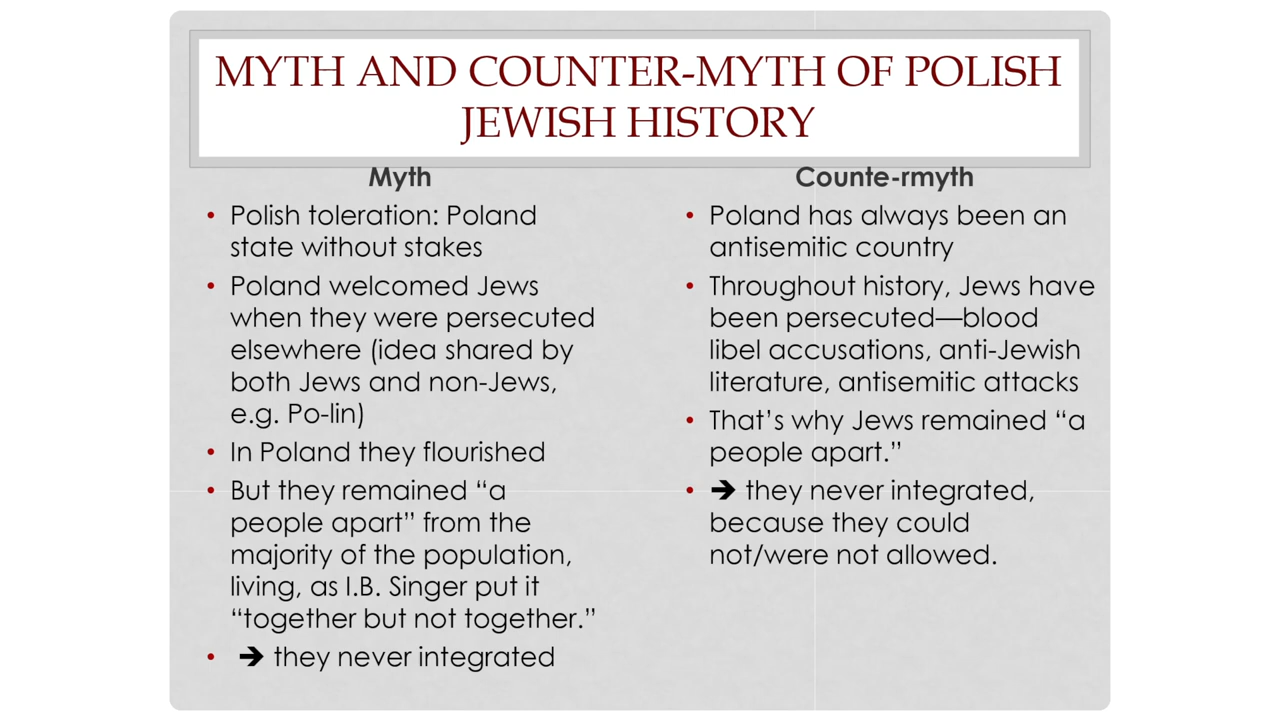 MYTH AND COUNTER-MYTH OF POLISH
JEWISH HISTORY
Myth
• Polish toleration: Poland
state without stakes
• Poland welcomed Jews
when they were persecuted
elsewhere (idea shared by
both Jews and non-Jews,
e.g. Po-lin)
• In Poland they flourished
• But they remained “a
people apart” from the
majority of the population,
living, as I.B. Singer put it
“together but not together.”
• ➔ they never integrated
Counte-rmyth
• Poland has always been an
antisemitic country
• Throughout history, Jews have
been persecuted—blood
libel accusations, anti-Jewish
literature, antisemitic attacks
• That’s why Jews remained “a
people apart.”
• ➔ they never integrated,
because they could
not/were not allowed.